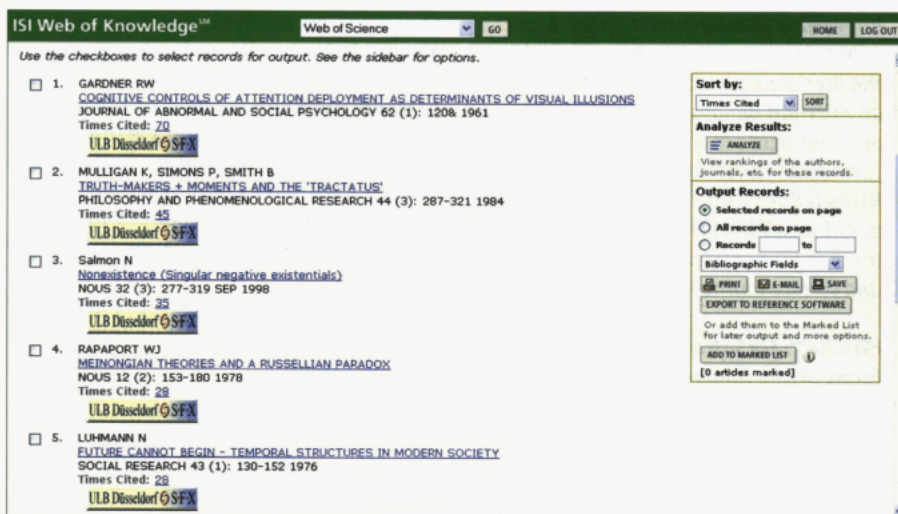 ISI Web of Knowledge℠
Web of Science
GO
HOME
LOG OUT
Use the checkboxes to select records for output. See the sidebar for options.
1. GARDNER RW
COGNITIVE CONTROLS OF ATTENTION DEPLOYMENT AS DETERMINANTS OF VISUAL ILLUSIONS
JOURNAL OF ABNORMAL AND SOCIAL PSYCHOLOGY 62 (1): 120& 1961
Times Cited: 70
ULB Düsseldorf S·F·X
2. MULLIGAN K, SIMONS P, SMITH B
TRUTH-MAKERS + MOMENTS AND THE 'TRACTATUS'
PHILOSOPHY AND PHENOMENOLOGICAL RESEARCH 44 (3): 287-321 1984
Times Cited: 45
ULB Düsseldorf S·F·X
3. Salmon N
Nonexistence (Singular negative existentials)
NOUS 32 (3): 277-319 SEP 1998
Times Cited: 35
ULB Düsseldorf S·F·X
4. RAPAPORT WJ
MEINONGIAN THEORIES AND A RUSSELLIAN PARADOX
NOUS 12 (2): 153-180 1978
Times Cited: 28
ULB Düsseldorf S·F·X
5. LUHMANN N
FUTURE CANNOT BEGIN - TEMPORAL STRUCTURES IN MODERN SOCIETY
SOCIAL RESEARCH 43 (1): 130-152 1976
Times Cited: 28
ULB Düsseldorf S·F·X
Sort by:
Times Cited SORT
Analyze Results:
ANALYZE
View rankings of the authors,
journals, etc. for these records.
Output Records:
Selected records on page
All records on page
Records to
Bibliographic Fields
PRINT E-MAIL SAVE
EXPORT TO REFERENCE SOFTWARE
Or add them to the Marked List
for later output and more options.
ADD TO MARKED LIST
[0 articles marked]